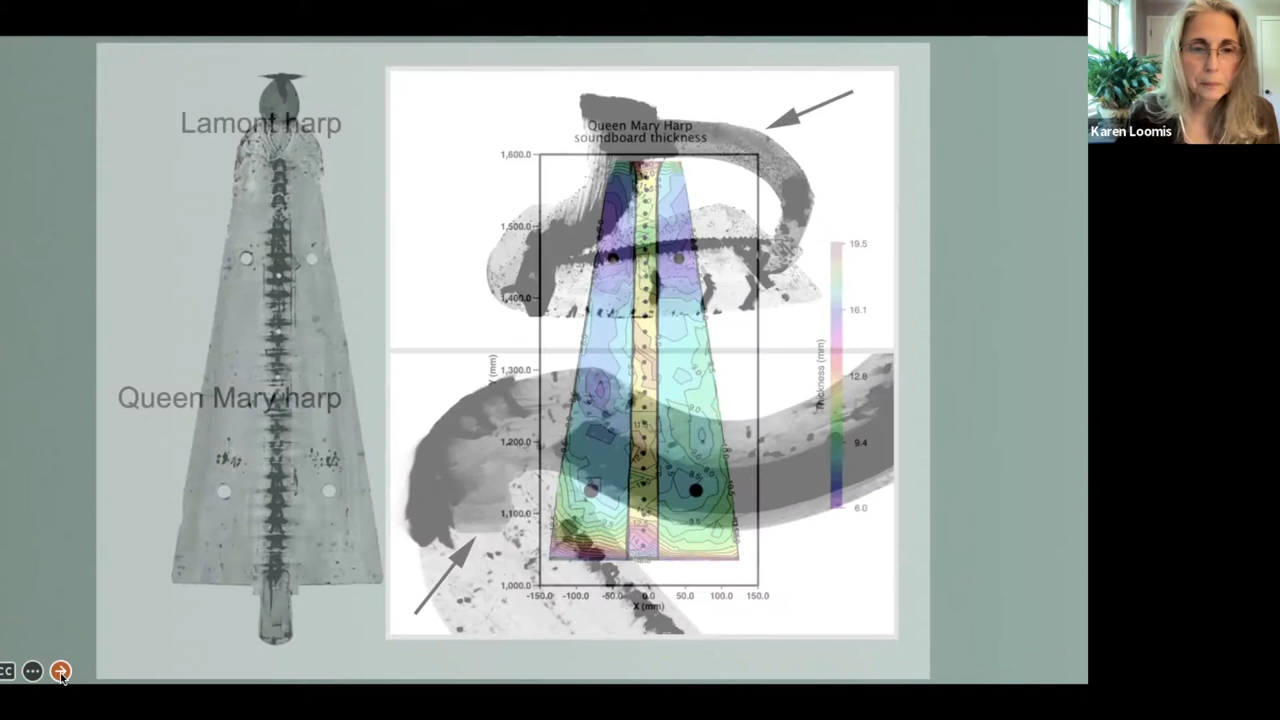 Lamont harp
Queen Mary harp
Queen Mary Harp
soundboard thickness
1,600.0
1,500.0
1,400.0
1,300.0
1,200.0
1,100.0
1,000.0
Y (mm)
-150.0 -100.0 -50.0 0.0 50.0 100.0 150.0
X (mm)
19.5
16.1
12.8
9.4
6.0
Thickness (mm)
Karen Loomis
CC